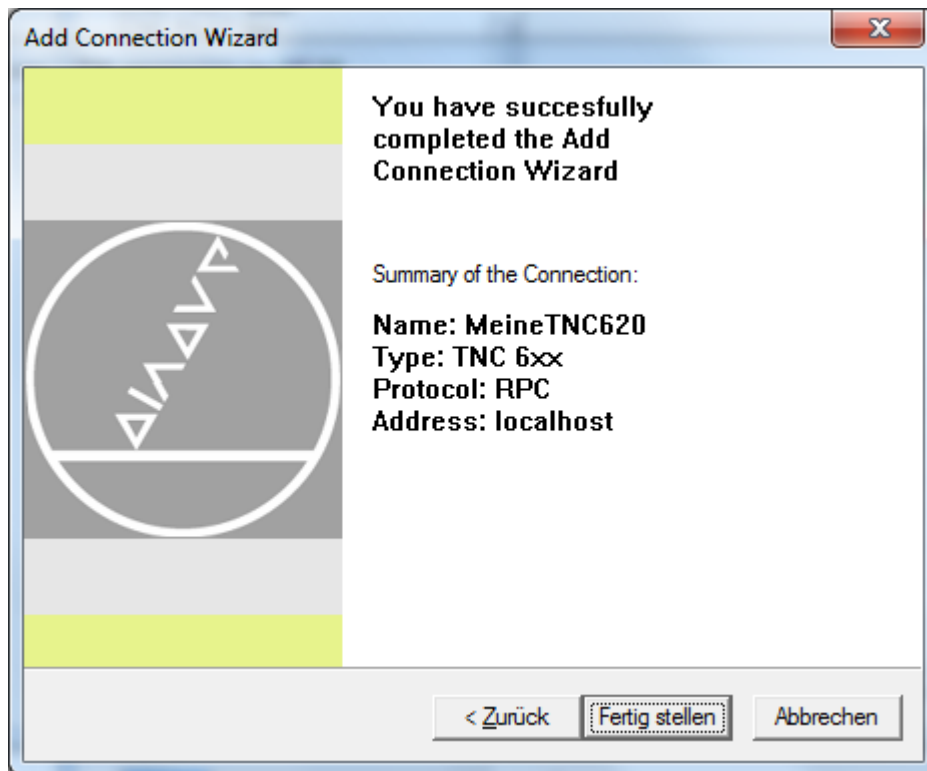 Add Connection Wizard
You have succesfully
completed the Add
Connection Wizard
Summary of the Connection:
Name: MeineTNC620
Type: TNC 6xx
Protocol: RPC
Address: localhost
< Zurück
Fertig stellen
Abbrechen